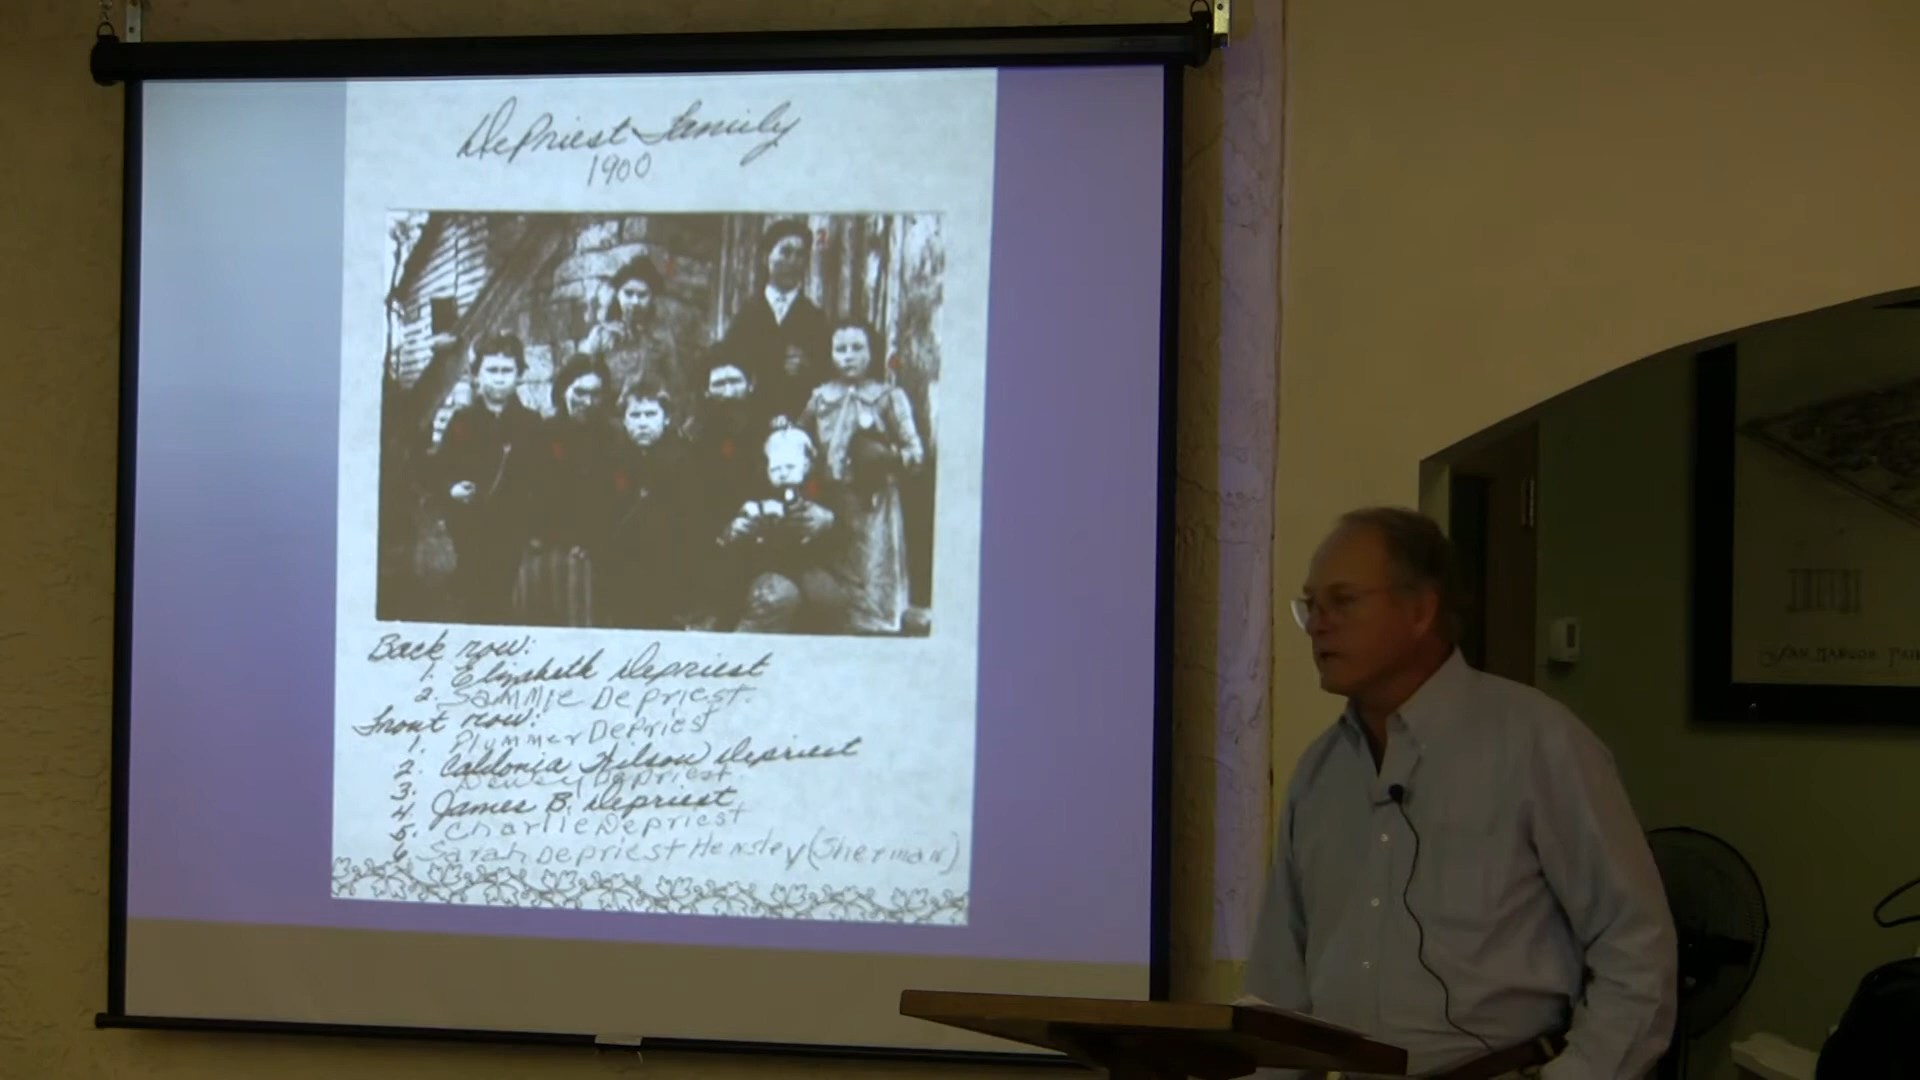 DePriest Family
1900
Back row:
1. Elizabeth Depriest
2. Sammie Depriest.
Front row:
1. Plummer DePriest
2. Caldonia Wilson Depriest
3. Dewey Depriest.
4. James B. Depriest
5. Charlie Depriest
6 Sarah Depriest Hensley (Sherman)